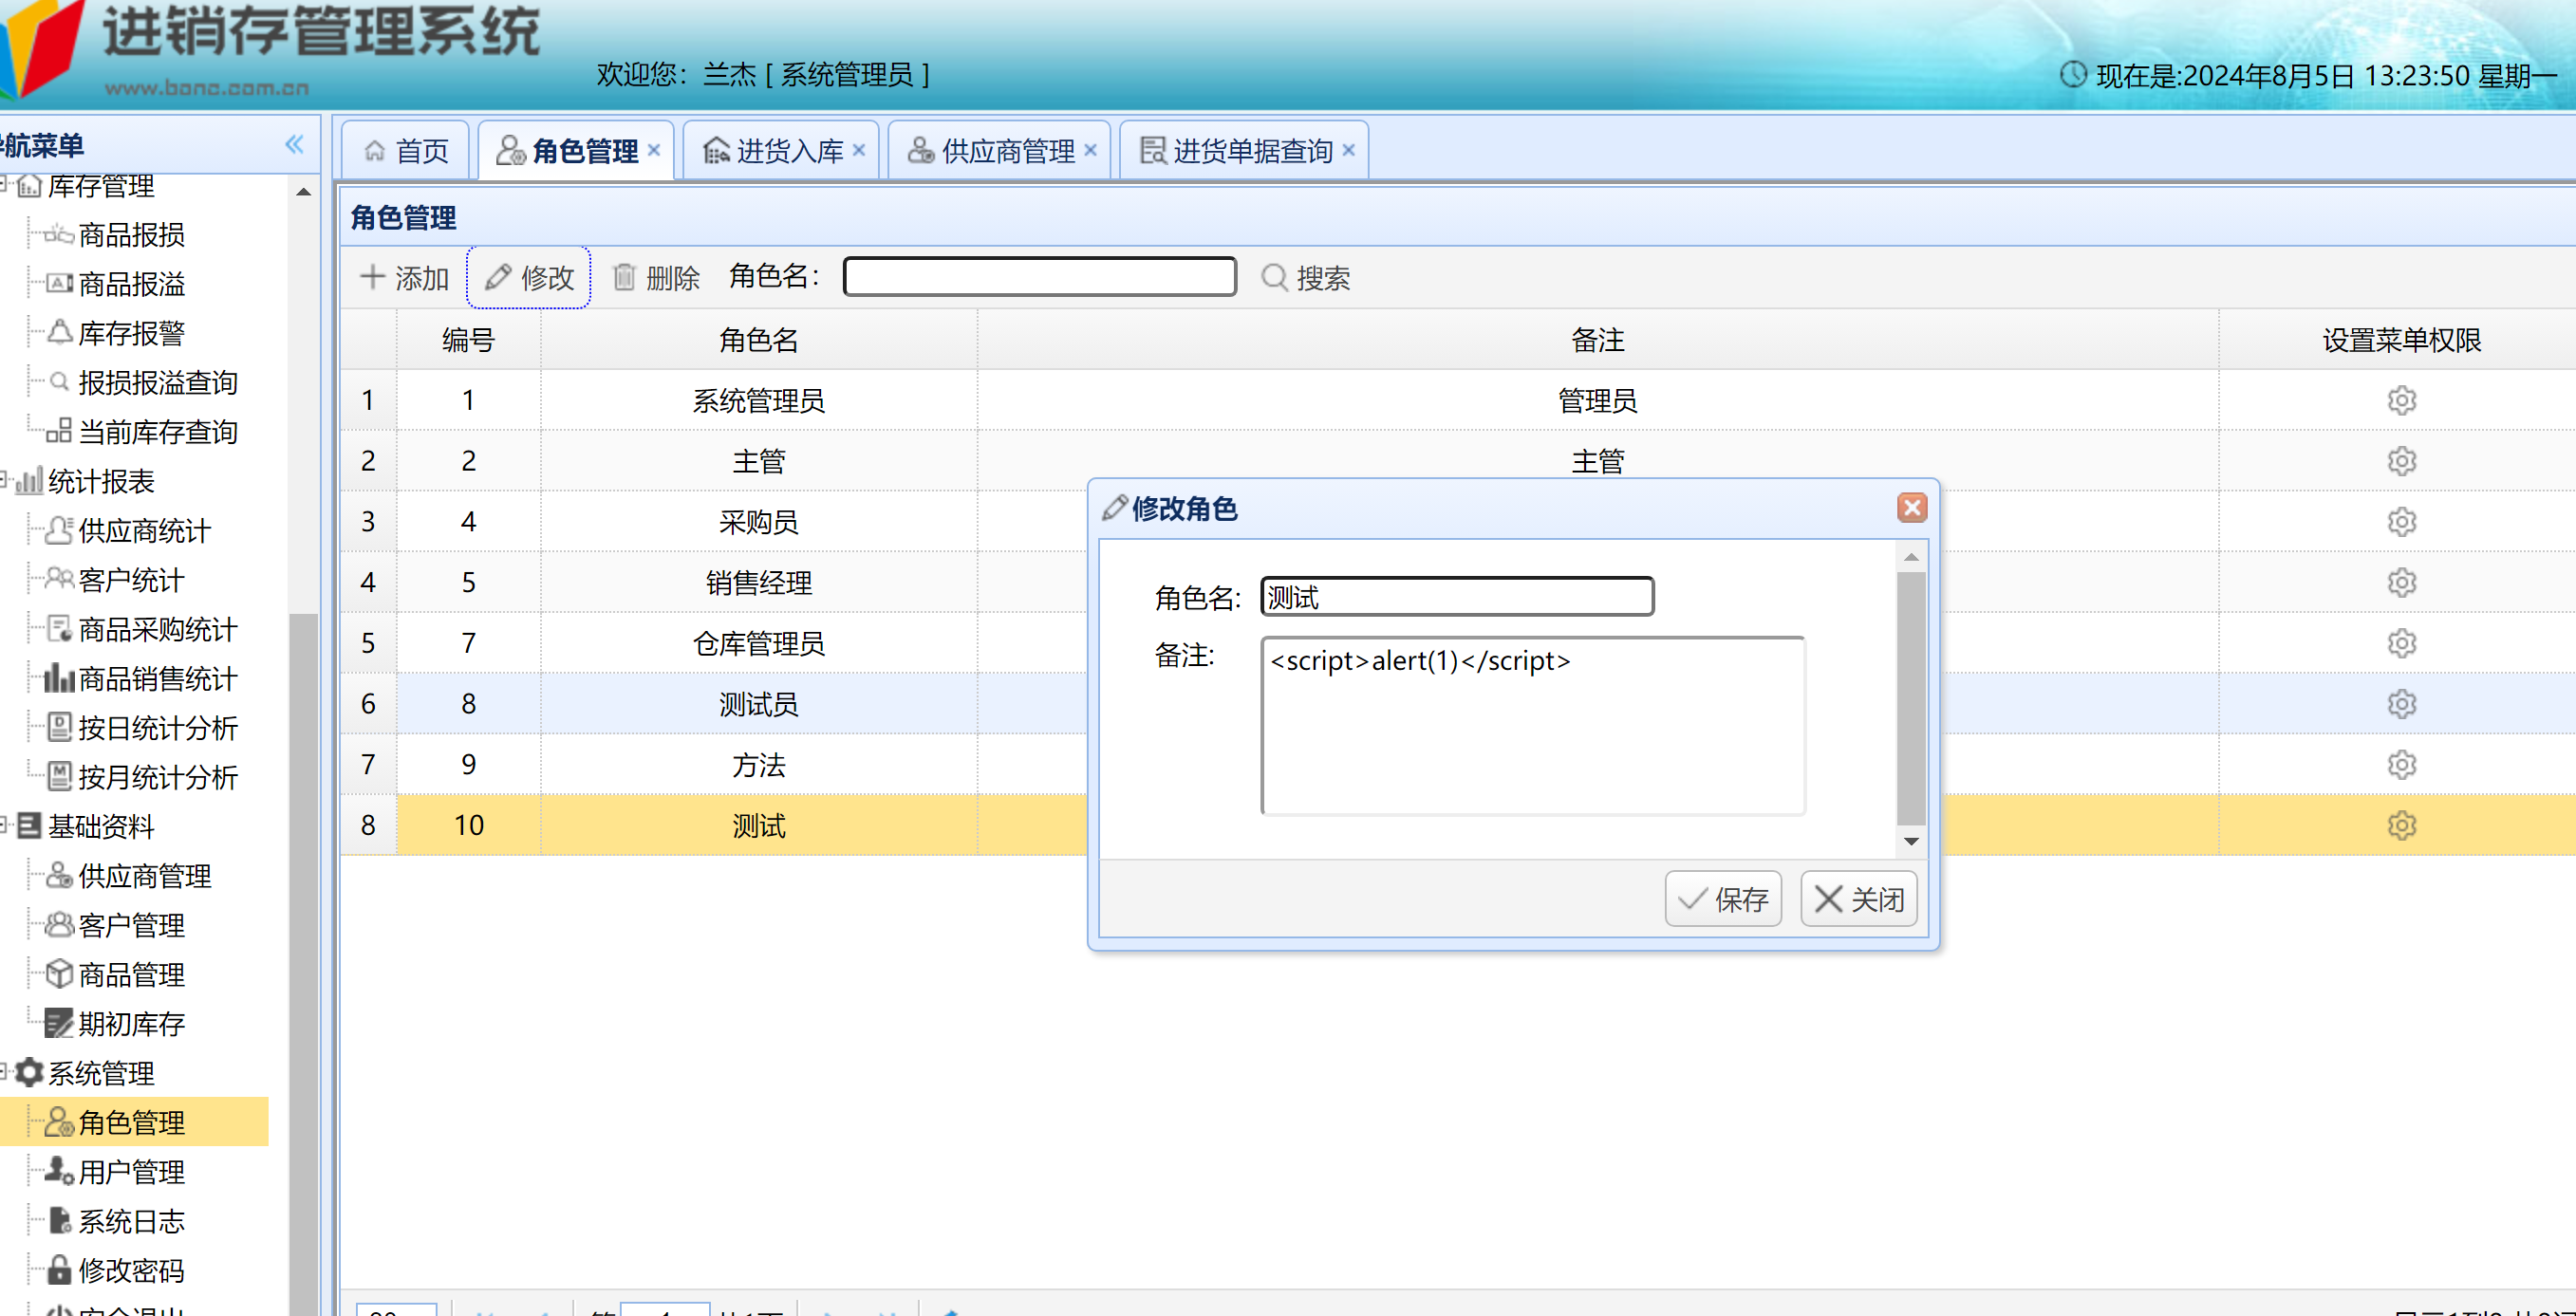 进销存管理系统
www.banc.com.cn
欢迎您：兰杰 [ 系统管理员 ]
现在是:2024年8月5日 13:23:50 星期一
航菜单
库存管理
商品报损
商品报溢
库存报警
报损报溢查询
当前库存查询
统计报表
供应商统计
客户统计
商品采购统计
商品销售统计
按日统计分析
按月统计分析
基础资料
供应商管理
客户管理
商品管理
期初库存
系统管理
角色管理
用户管理
系统日志
修改密码
安全退出
首页 角色管理 进货入库 供应商管理 进货单据查询
角色管理
添加 修改 删除 角色名： 搜索
编号 角色名 备注 设置菜单权限
1 1 系统管理员 管理员
2 2 主管 主管
3 4 采购员
4 5 销售经理
5 7 仓库管理员
6 8 测试员
7 9 方法
8 10 测试
修改角色
角色名: 测试
备注: <script>alert(1)</script>
保存 关闭